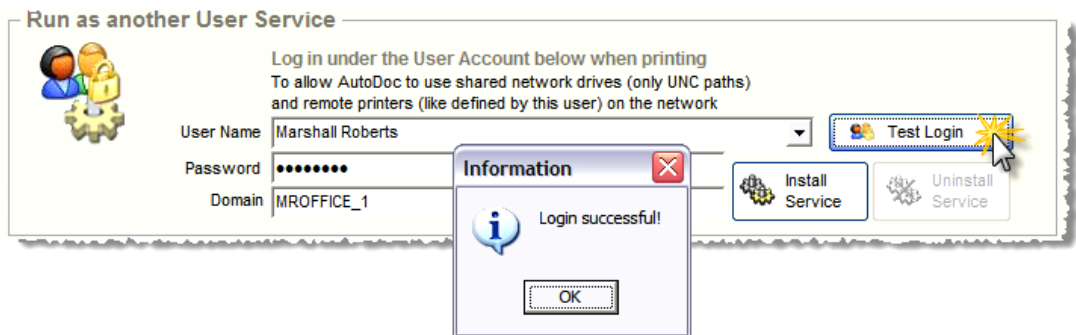 Run as another User Service
Log in under the User Account below when printing
To allow AutoDoc to use shared network drives (only UNC paths)
and remote printers (like defined by this user) on the network
User Name Marshall Roberts
Test Login
Password ••••••••
Domain MROFFICE_1
Install
Service
Uninstall
Service
Information
Login successful!
OK